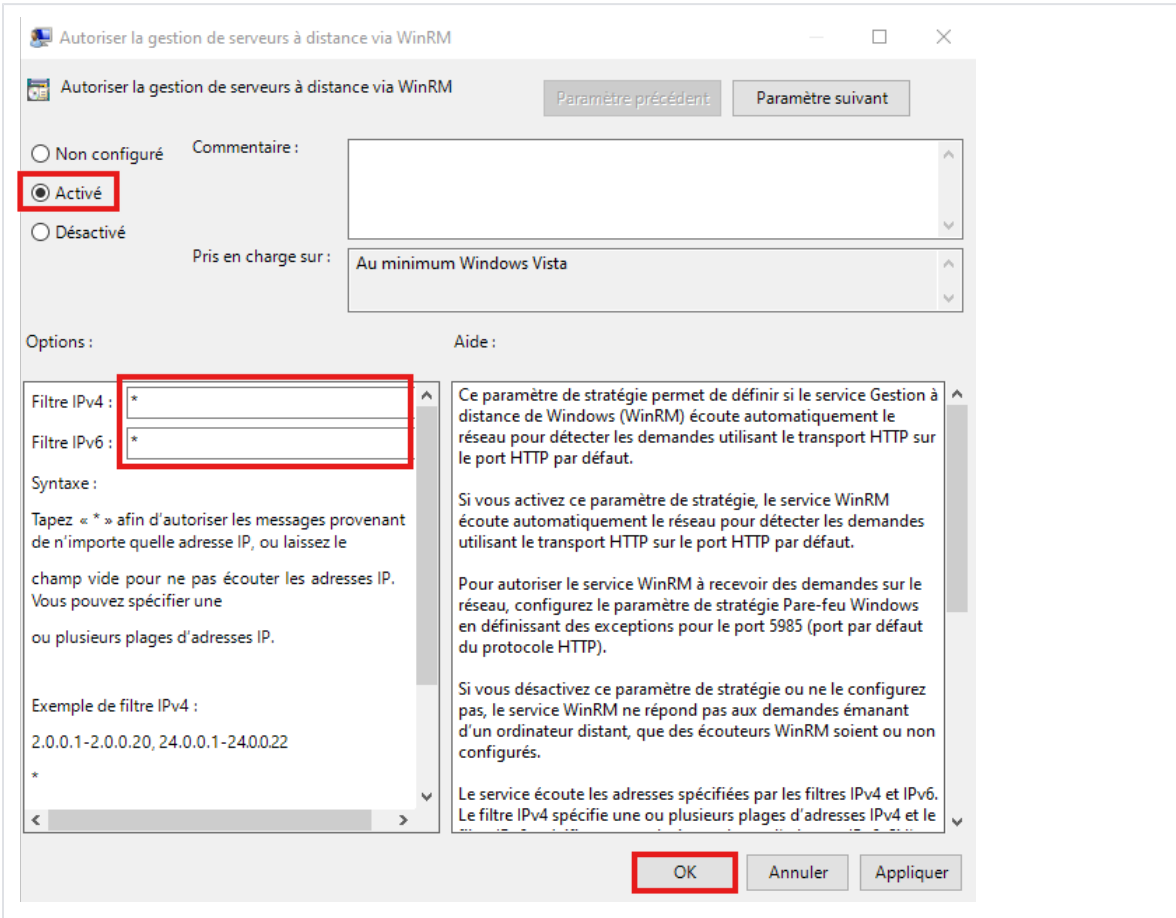 Autoriser la gestion de serveurs à distance via WinRM
Autoriser la gestion de serveurs à distance via WinRM
Paramètre précédent
Paramètre suivant
Non configuré
Commentaire :
Activé
Désactivé
Pris en charge sur :
Au minimum Windows Vista
Options :
Aide :
Filtre IPv4 :
*
Filtre IPv6 :
*
Syntaxe :
Tapez « * » afin d'autoriser les messages provenant
de n'importe quelle adresse IP, ou laissez le
champ vide pour ne pas écouter les adresses IP.
Vous pouvez spécifier une
ou plusieurs plages d'adresses IP.
Exemple de filtre IPv4 :
2.0.0.1-2.0.0.20, 24.0.0.1-24.0.0.22
*
Ce paramètre de stratégie permet de définir si le service Gestion à
distance de Windows (WinRM) écoute automatiquement le
réseau pour détecter les demandes utilisant le transport HTTP sur
le port HTTP par défaut.
Si vous activez ce paramètre de stratégie, le service WinRM
écoute automatiquement le réseau pour détecter les demandes
utilisant le transport HTTP sur le port HTTP par défaut.
Pour autoriser le service WinRM à recevoir des demandes sur le
réseau, configurez le paramètre de stratégie Pare-feu Windows
en définissant des exceptions pour le port 5985 (port par défaut
du protocole HTTP).
Si vous désactivez ce paramètre de stratégie ou ne le configurez
pas, le service WinRM ne répond pas aux demandes émanant
d'un ordinateur distant, que des écouteurs WinRM soient ou non
configurés.
Le service écoute les adresses spécifiées par les filtres IPv4 et IPv6.
Le filtre IPv4 spécifie une ou plusieurs plages d'adresses IPv4 et le
OK
Annuler
Appliquer